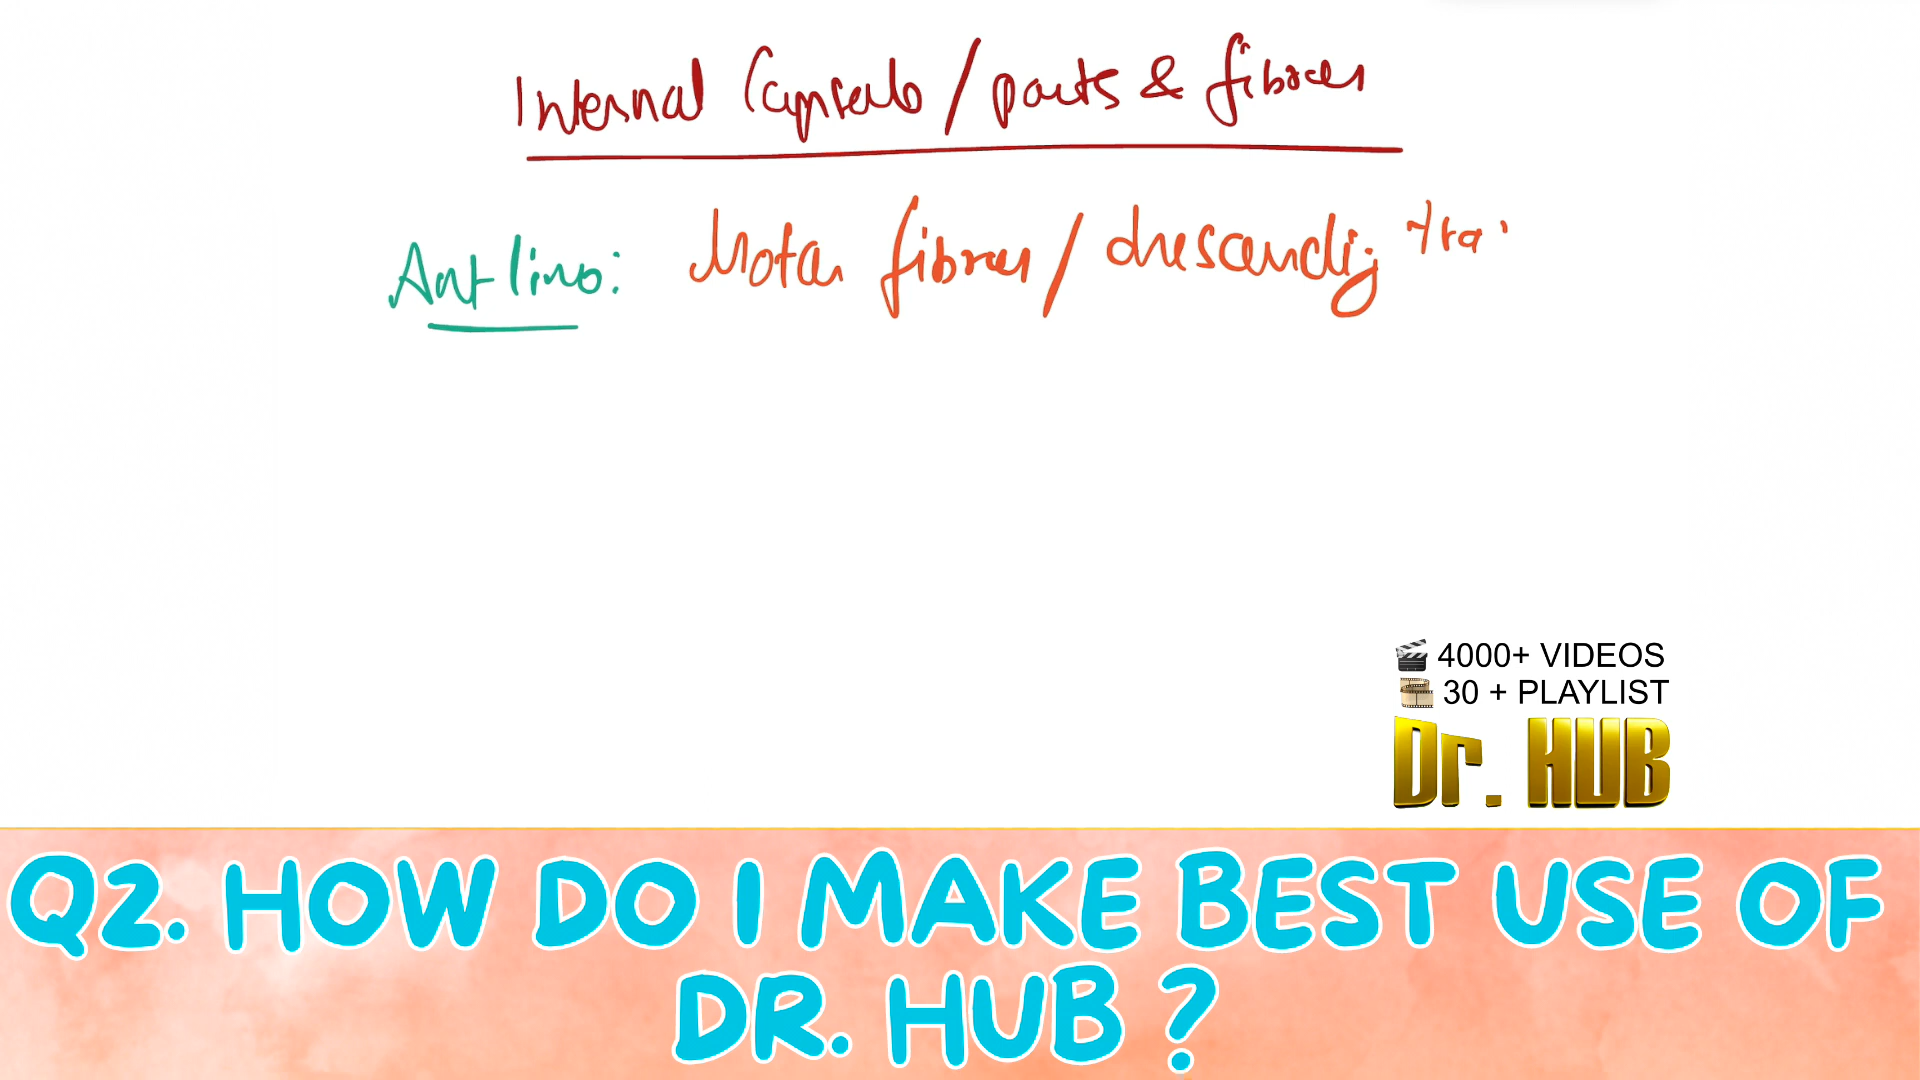 Internal Capsule / parts & fibres
Ant limb: Motor fibres / descending tra
🎬 4000+ VIDEOS
🎞️ 30 + PLAYLIST
Dr. HUB
Q2. HOW DO I MAKE BEST USE OF
DR. HUB ?